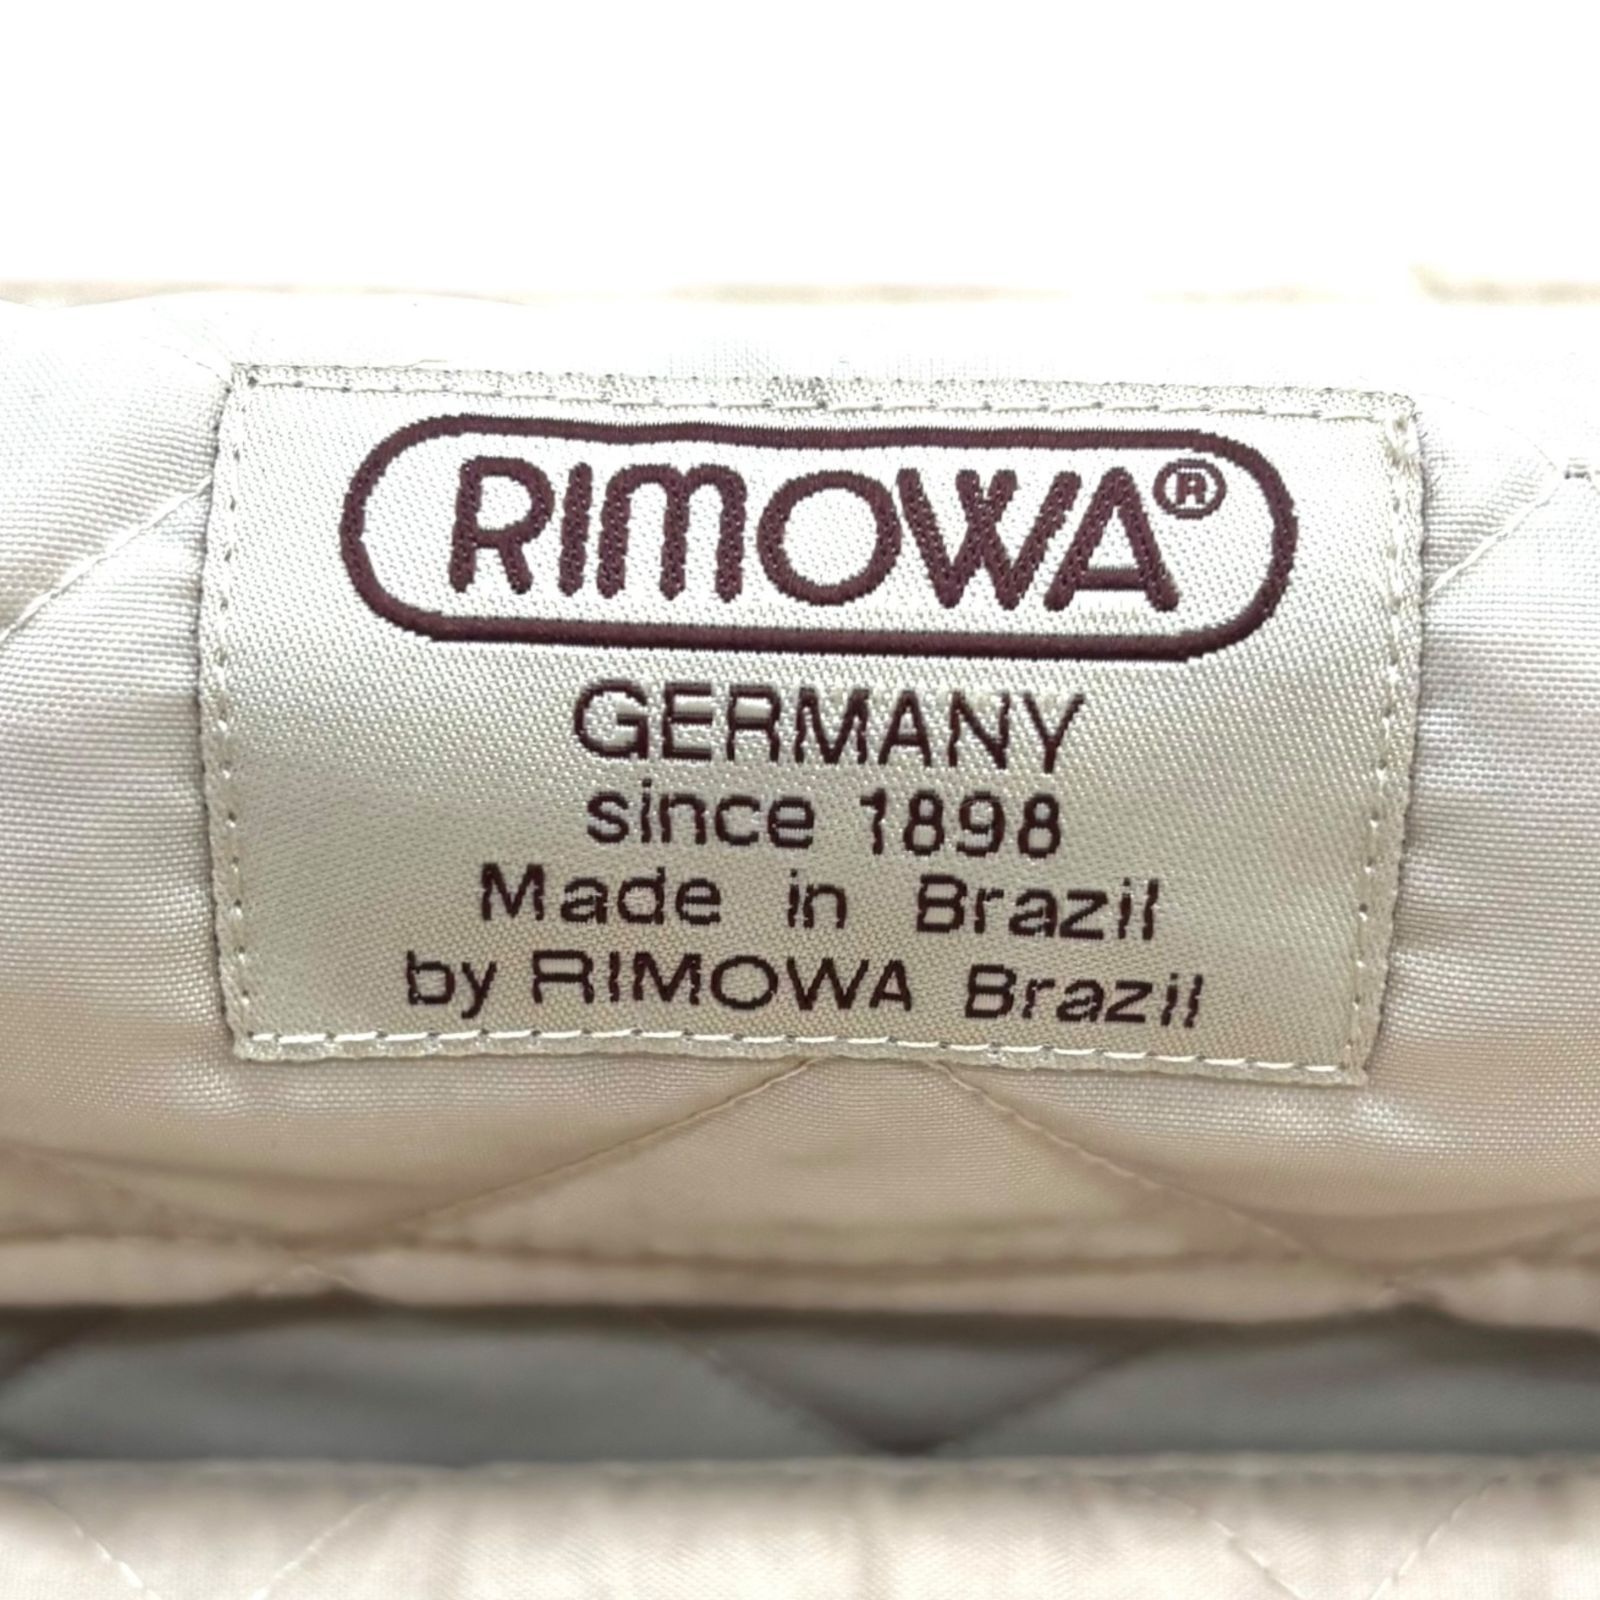 RIMOWA®
GERMANY
since 1898
Made in Brazil
by RIMOWA Brazil